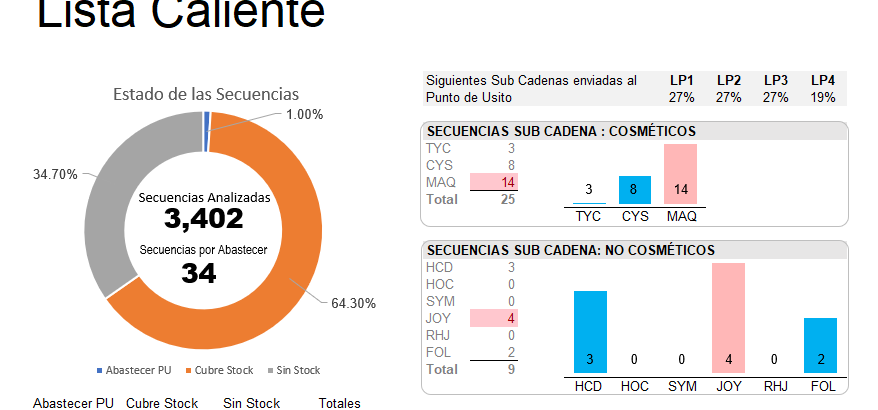 Lista Caliente
Estado de las Secuencias
1.00%
34.70%
Secuencias Analizadas
3,402
Secuencias por Abastecer
34
64.30%
Abastecer PU Cubre Stock Sin Stock
Abastecer PU Cubre Stock Sin Stock Totales
Siguientes Sub Cadenas enviadas al LP1 LP2 LP3 LP4
Punto de Usito 27% 27% 27% 19%
SECUENCIAS SUB CADENA : COSMÉTICOS
TYC 3
CYS 8
MAQ 14
Total 25
3 8 14
TYC CYS MAQ
SECUENCIAS SUB CADENA: NO COSMÉTICOS
HCD 3
HOC 0
SYM 0
JOY 4
RHJ 0
FOL 2
Total 9
3 0 0 4 0 2
HCD HOC SYM JOY RHJ FOL